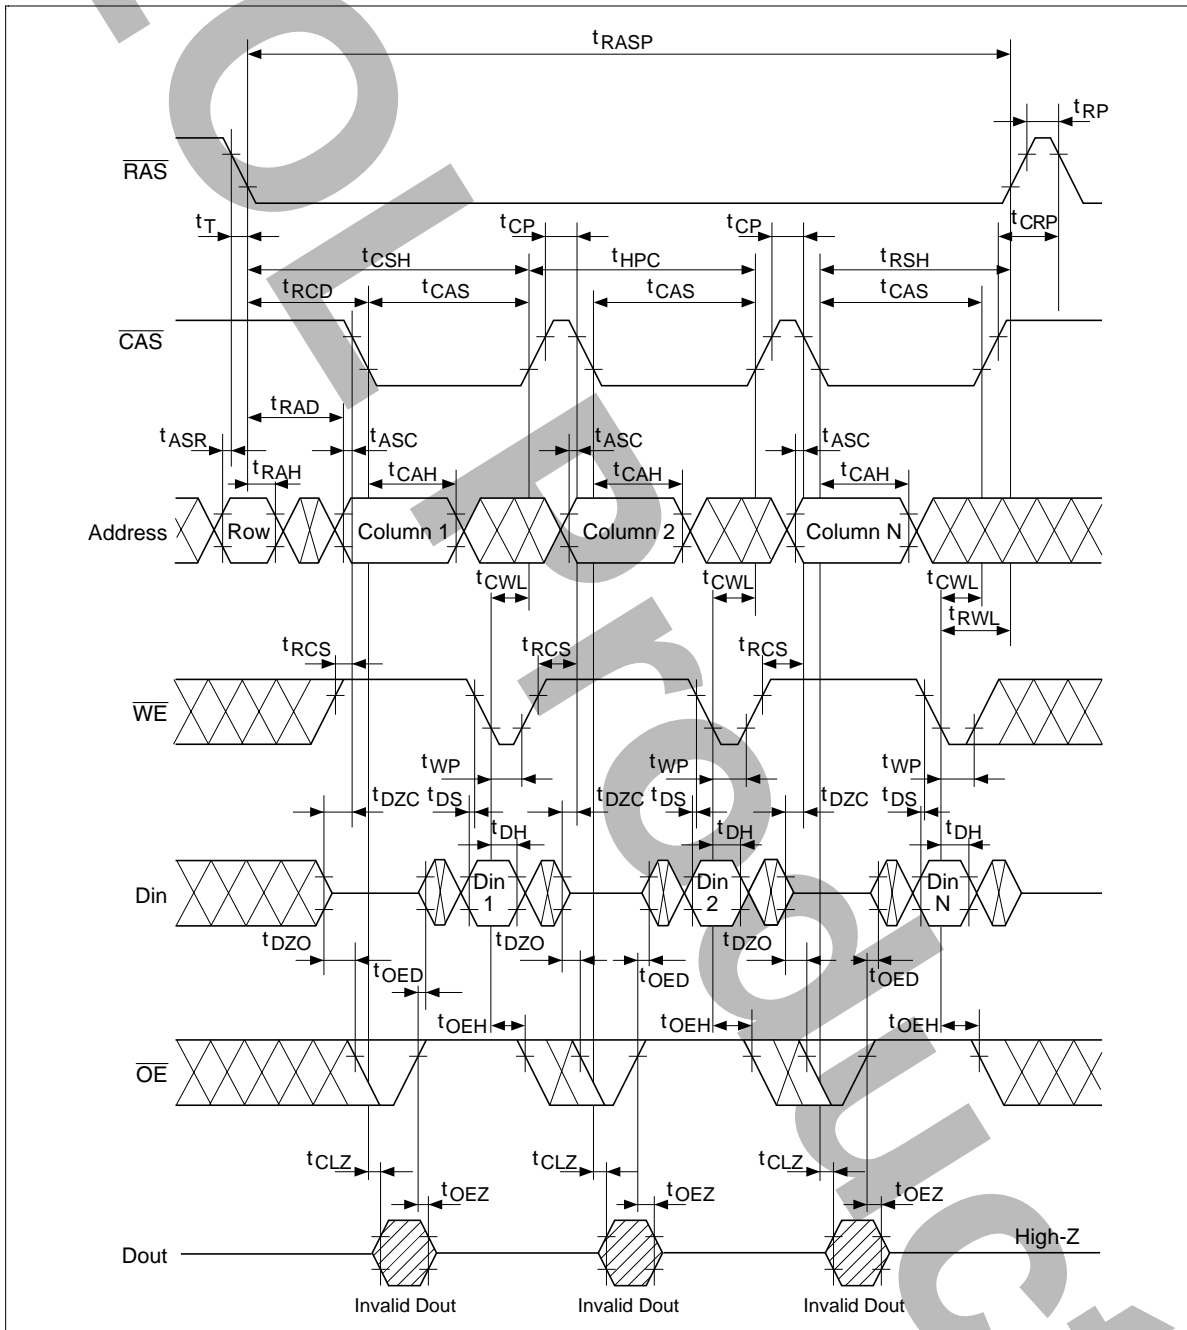 EOL Product
tRASP
tRP
RAS
tT
tCP
tCP
tCRP
tCSH
tHPC
tRSH
tRCD
tCAS
tCAS
tCAS
CAS
tRAD
tASR
tASC
tASC
tASC
tRAH
tCAH
tCAH
tCAH
Address
Row
Column 1
Column 2
Column N
tCWL
tCWL
tCWL
tRWL
tRCS
tRCS
tRCS
WE
tWP
tWP
tWP
tDZC
tDS
tDZC
tDS
tDZC
tDS
tDH
tDH
tDH
Din
Din
1
Din
2
Din
N
tDZO
tDZO
tDZO
tOED
tOED
tOED
tOEH
tOEH
tOEH
OE
tCLZ
tCLZ
tCLZ
tOEZ
tOEZ
tOEZ
Dout
High-Z
Invalid Dout
Invalid Dout
Invalid Dout